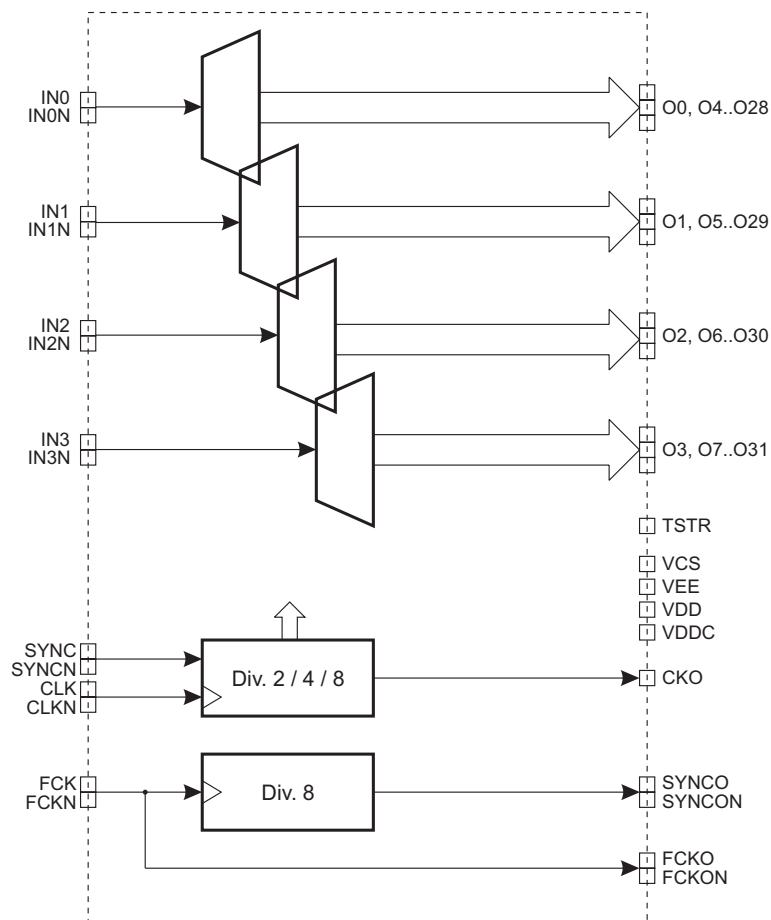 IN0
IN0N
O0, O4..O28
IN1
IN1N
O1, O5..O29
IN2
IN2N
O2, O6..O30
IN3
IN3N
O3, O7..O31
TSTR
VCS
VEE
VDD
VDDC
SYNC
SYNCN
CLK
CLKN
Div. 2 / 4 / 8
CKO
FCK
FCKN
Div. 8
SYNCO
SYNCON
FCKO
FCKON